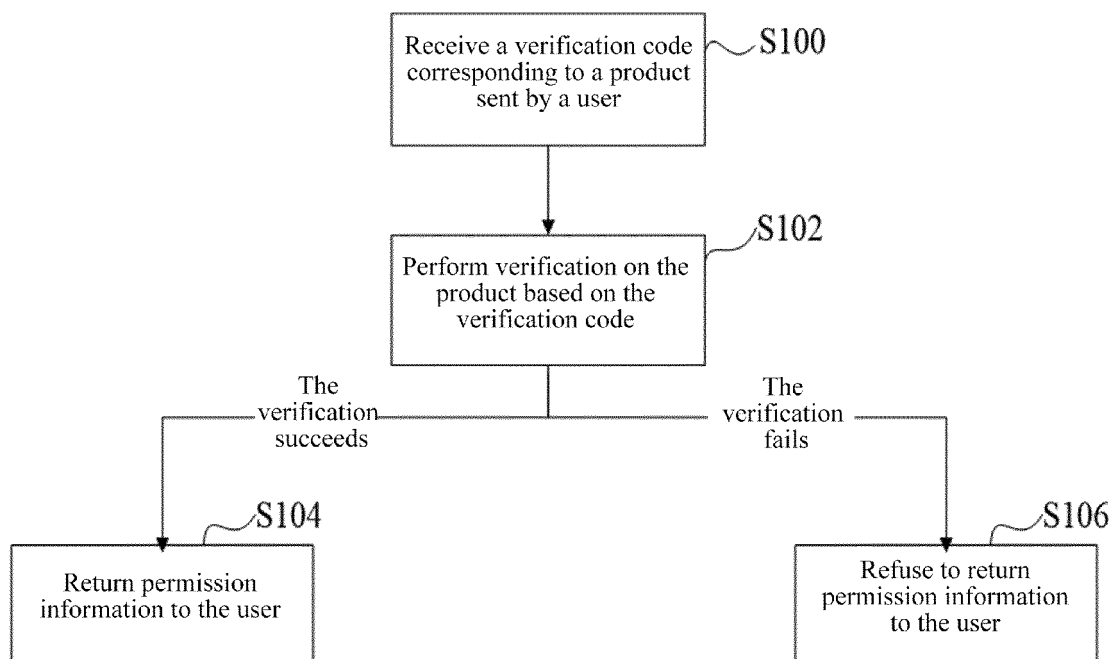 Receive a verification code
corresponding to a product
sent by a user
S100
Perform verification on the
product based on the
verification code
S102
The
verification
succeeds
The
verification
fails
S104
Return permission
information to the user
S106
Refuse to return
permission information
to the user